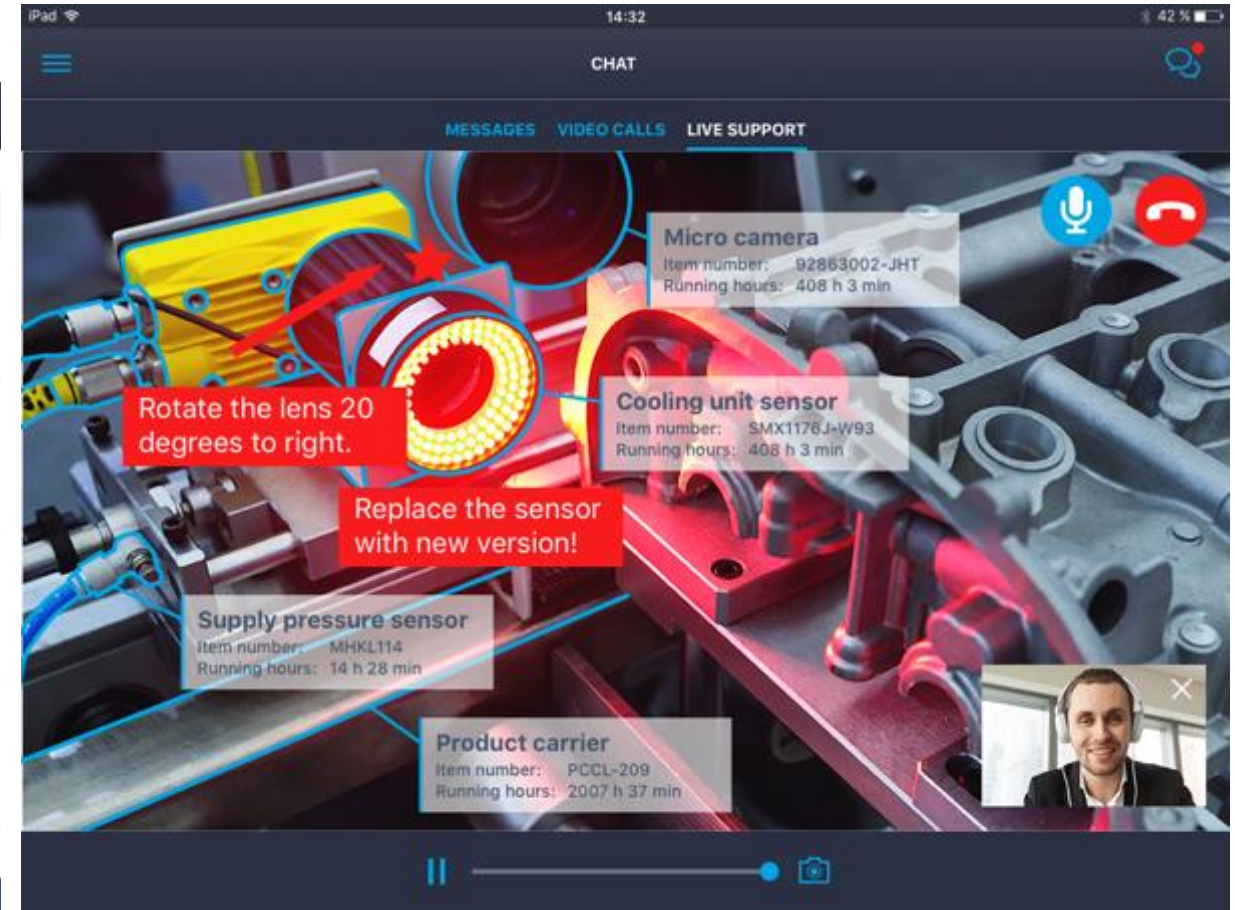 iPad
14:32
42 %
CHAT
MESSAGES VIDEO CALLS LIVE SUPPORT
Micro camera
Item number: 92863002-JHT
Running hours: 408 h 3 min
Cooling unit sensor
Item number: SMX1176J-W93
Running hours: 408 h 3 min
Rotate the lens 20
degrees to right.
Replace the sensor
with new version!
Supply pressure sensor
Item number: MHKL114
Running hours: 14 h 28 min
Product carrier
Item number: PCCL-209
Running hours: 2007 h 37 min